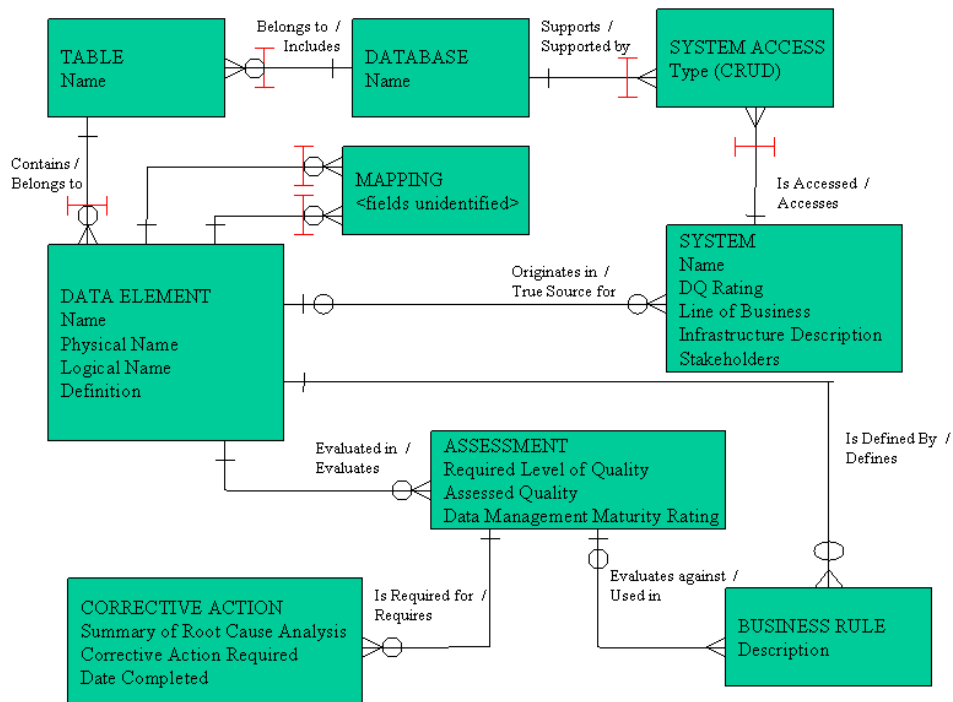 TABLE
Name
Belongs to /
Includes
DATABASE
Name
Supports /
Supported by
SYSTEM ACCESS
Type (CRUD)
Contains /
Belongs to
MAPPING
<fields unidentified>
Is Accessed /
Accesses
SYSTEM
Name
DQ Rating
Line of Business
Infrastructure Description
Stakeholders
Originates in /
True Source for
DATA ELEMENT
Name
Physical Name
Logical Name
Definition
Is Defined By /
Defines
Evaluated in /
Evaluates
ASSESSMENT
Required Level of Quality
Assessed Quality
Data Management Maturity Rating
Is Required for /
Requires
Evaluates against /
Used in
CORRECTIVE ACTION
Summary of Root Cause Analysis
Corrective Action Required
Date Completed
BUSINESS RULE
Description